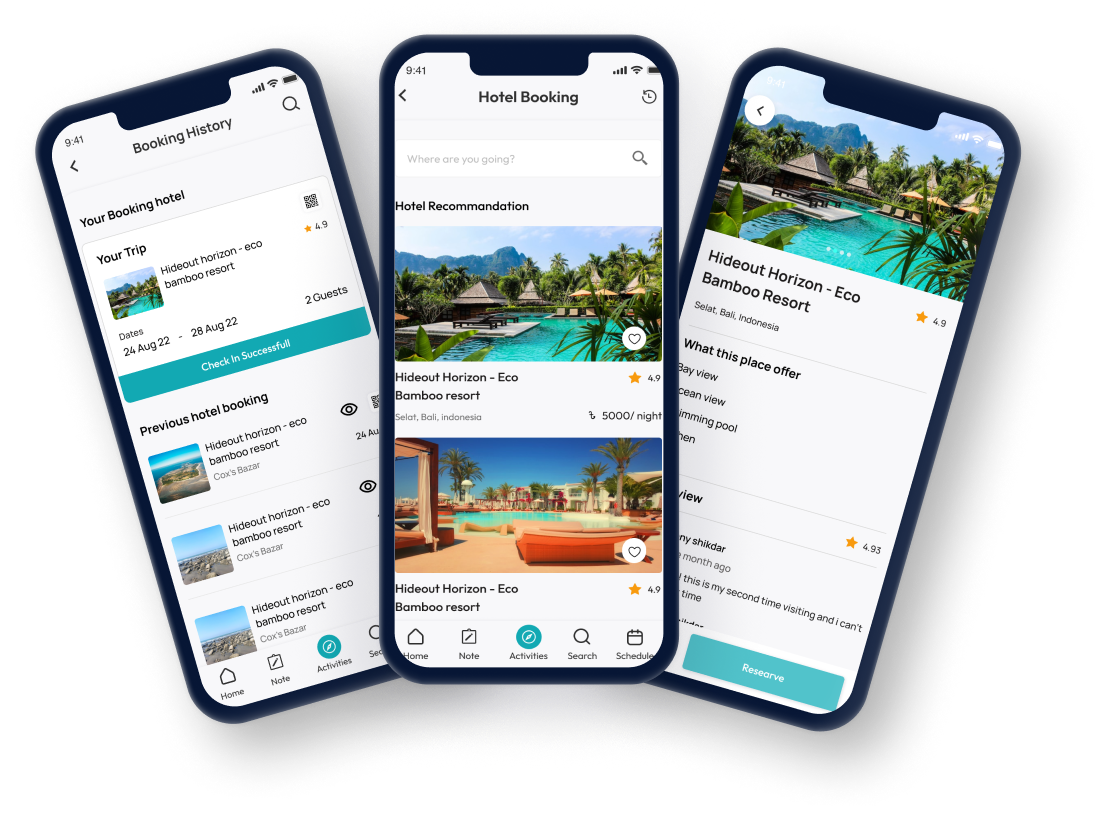 9:41
Booking History
Your Booking hotel
Your Trip
4.9
Hideout horizon - eco
bamboo resort
Dates
24 Aug 22 - 28 Aug 22
2 Guests
Check In Successfull
Previous hotel booking
Hideout horizon - eco
bamboo resort
Cox's Bazar
24 Au
Hideout horizon - eco
bamboo resort
Cox's Bazar
Hideout horizon - eco
bamboo resort
Cox's Bazar
Home
Note
Activities
Sea
9:41
Hotel Booking
Where are you going?
Hotel Recommandation
Hideout Horizon - Eco
Bamboo resort
4.9
Selat, Bali, indonesia
৳ 5000/ night
Hideout Horizon - Eco
Bamboo resort
4.9
Home
Note
Activities
Search
Schedule
9:41
Hideout Horizon - Eco
Bamboo Resort
4.9
Selat, Bali, Indonesia
What this place offer
Bay view
cean view
imming pool
hen
view
4.93
ny shikdar
month ago
! this is my second time visiting and i can't
time
shikdar
Researve